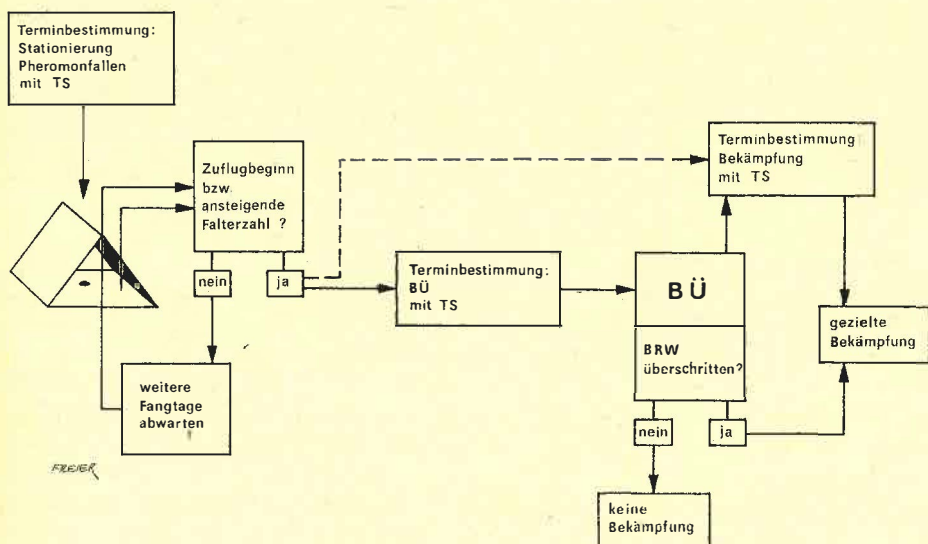 Terminbestimmung:
Stationierung
Pheromonfallen
mit TS
Zuflugbeginn
bzw.
ansteigende
Falterzahl ?
nein
ja
weitere
Fangtage
abwarten
Terminbestimmung:
BÜ
mit TS
BÜ
BRW
überschritten?
nein
ja
keine
Bekämpfung
Terminbestimmung
Bekämpfung
mit TS
gezielte
Bekämpfung
FREIER